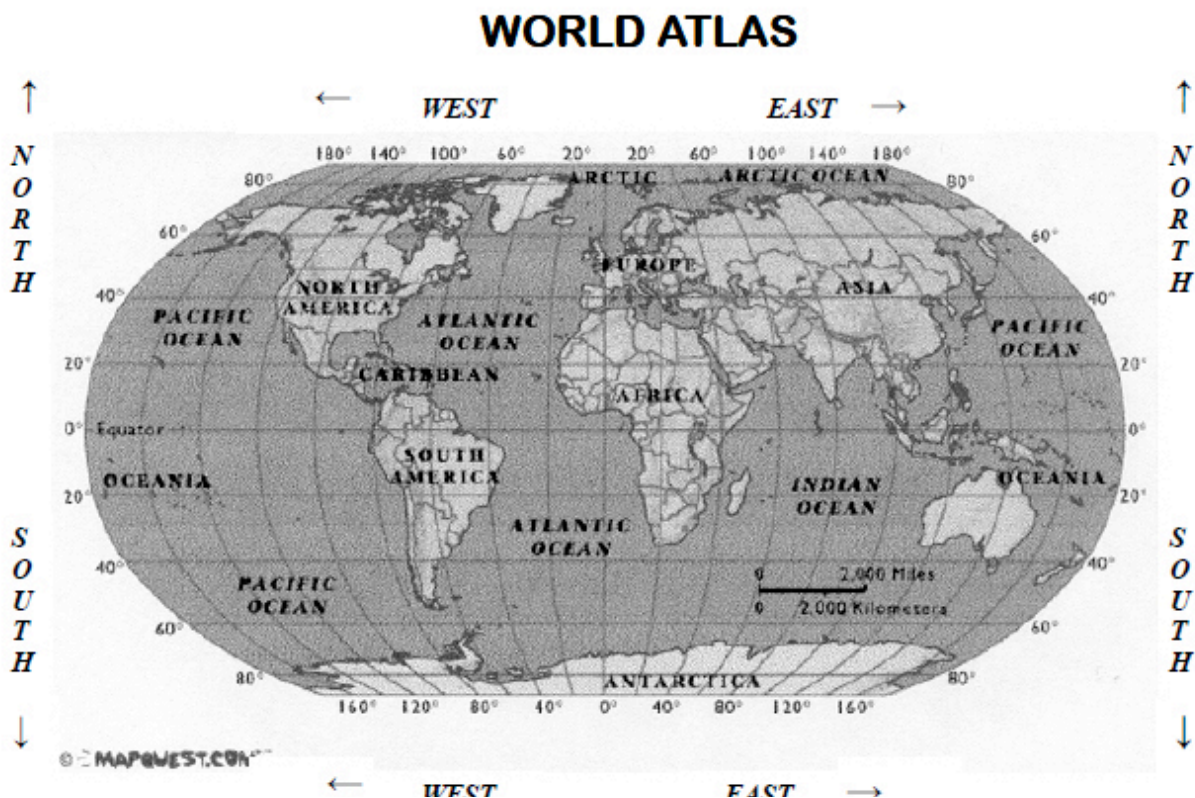 WORLD ATLAS
↑ ← WEST EAST → ↑
NORTH
NORTH
180° 140° 100° 60° 20° 20° 60° 100° 140° 180°
80° ARCTIC ARCTIC OCEAN 80°
60° 60°
EUROPE
NORTH AMERICA ASIA
40° 40°
PACIFIC OCEAN
ATLANTIC OCEAN
PACIFIC OCEAN
20° 20°
CARIBBEAN
AFRICA
0° Equator 0°
SOUTH AMERICA
OCEANIA
INDIAN OCEAN
OCEANIA
20° 20°
ATLANTIC OCEAN
SOUTH
SOUTH
40° 40°
0 2,000 Miles
0 2,000 Kilometers
PACIFIC OCEAN
60° 60°
80° ANTARCTICA 80°
160° 120° 80° 40° 0° 40° 80° 120° 160°
↓ ↓
© MAPQUEST.COM
← WEST EAST →